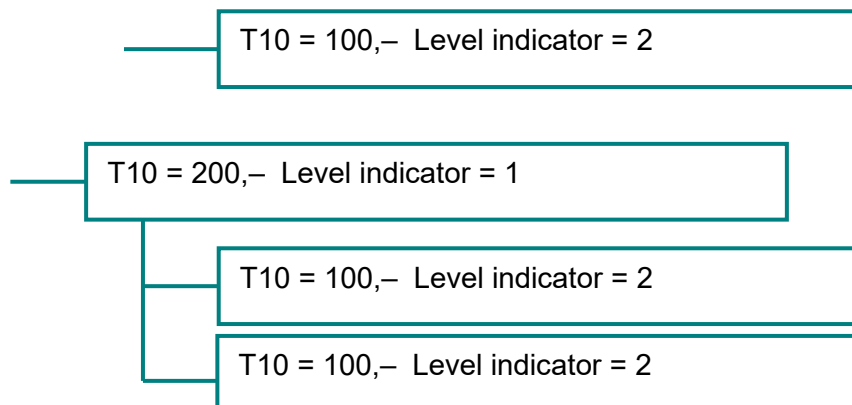 T10 = 100,– Level indicator = 2
T10 = 200,– Level indicator = 1
T10 = 100,– Level indicator = 2
T10 = 100,– Level indicator = 2